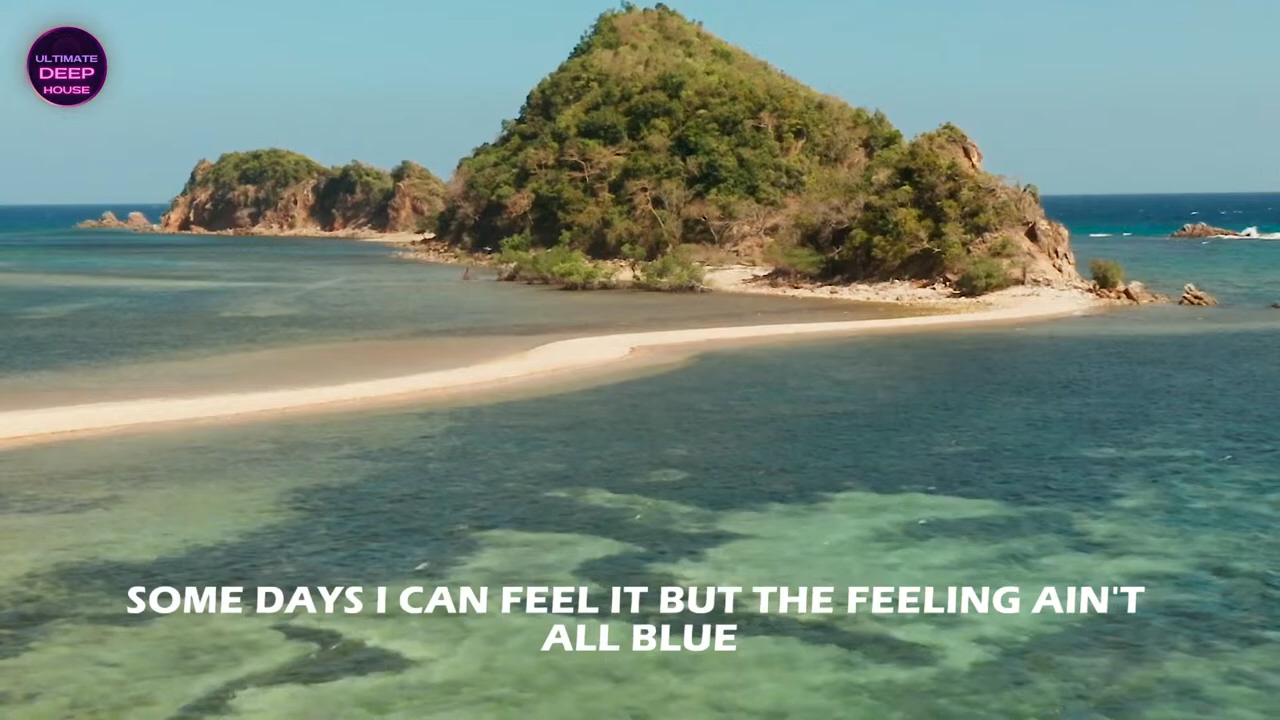 ULTIMATE
DEEP
HOUSE
SOME DAYS I CAN FEEL IT BUT THE FEELING AIN'T
ALL BLUE